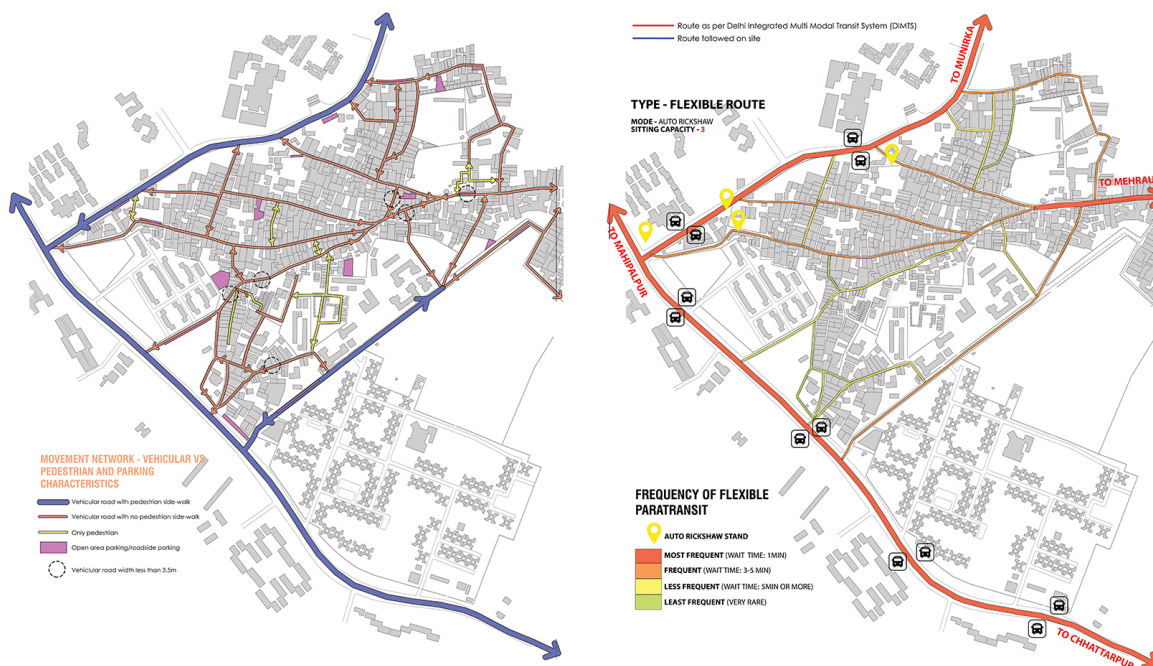 MOVEMENT NETWORK - VEHICULAR VS
PEDESTRIAN AND PARKING
CHARACTERISTICS
Vehicular road with pedestrian side-walk
Vehicular road with no pedestrian side-walk
Only pedestrian
Open area parking/roadside parking
Vehicular road width less than 3.5m
Route as per Delhi Integrated Multi Modal Transit System (DIMTS)
Route followed on site
TYPE - FLEXIBLE ROUTE
MODE - AUTO RICKSHAW
SITTING CAPACITY - 3
TO MUNIRKA
TO MEHRAU
TO MAHIPALPUR
FREQUENCY OF FLEXIBLE
PARATRANSIT
AUTO RICKSHAW STAND
MOST FREQUENT (WAIT TIME: 1MIN)
FREQUENT (WAIT TIME: 3-5 MIN)
LESS FREQUENT (WAIT TIME: 5MIN OR MORE)
LEAST FREQUENT (VERY RARE)
TO CHHATTARPUR